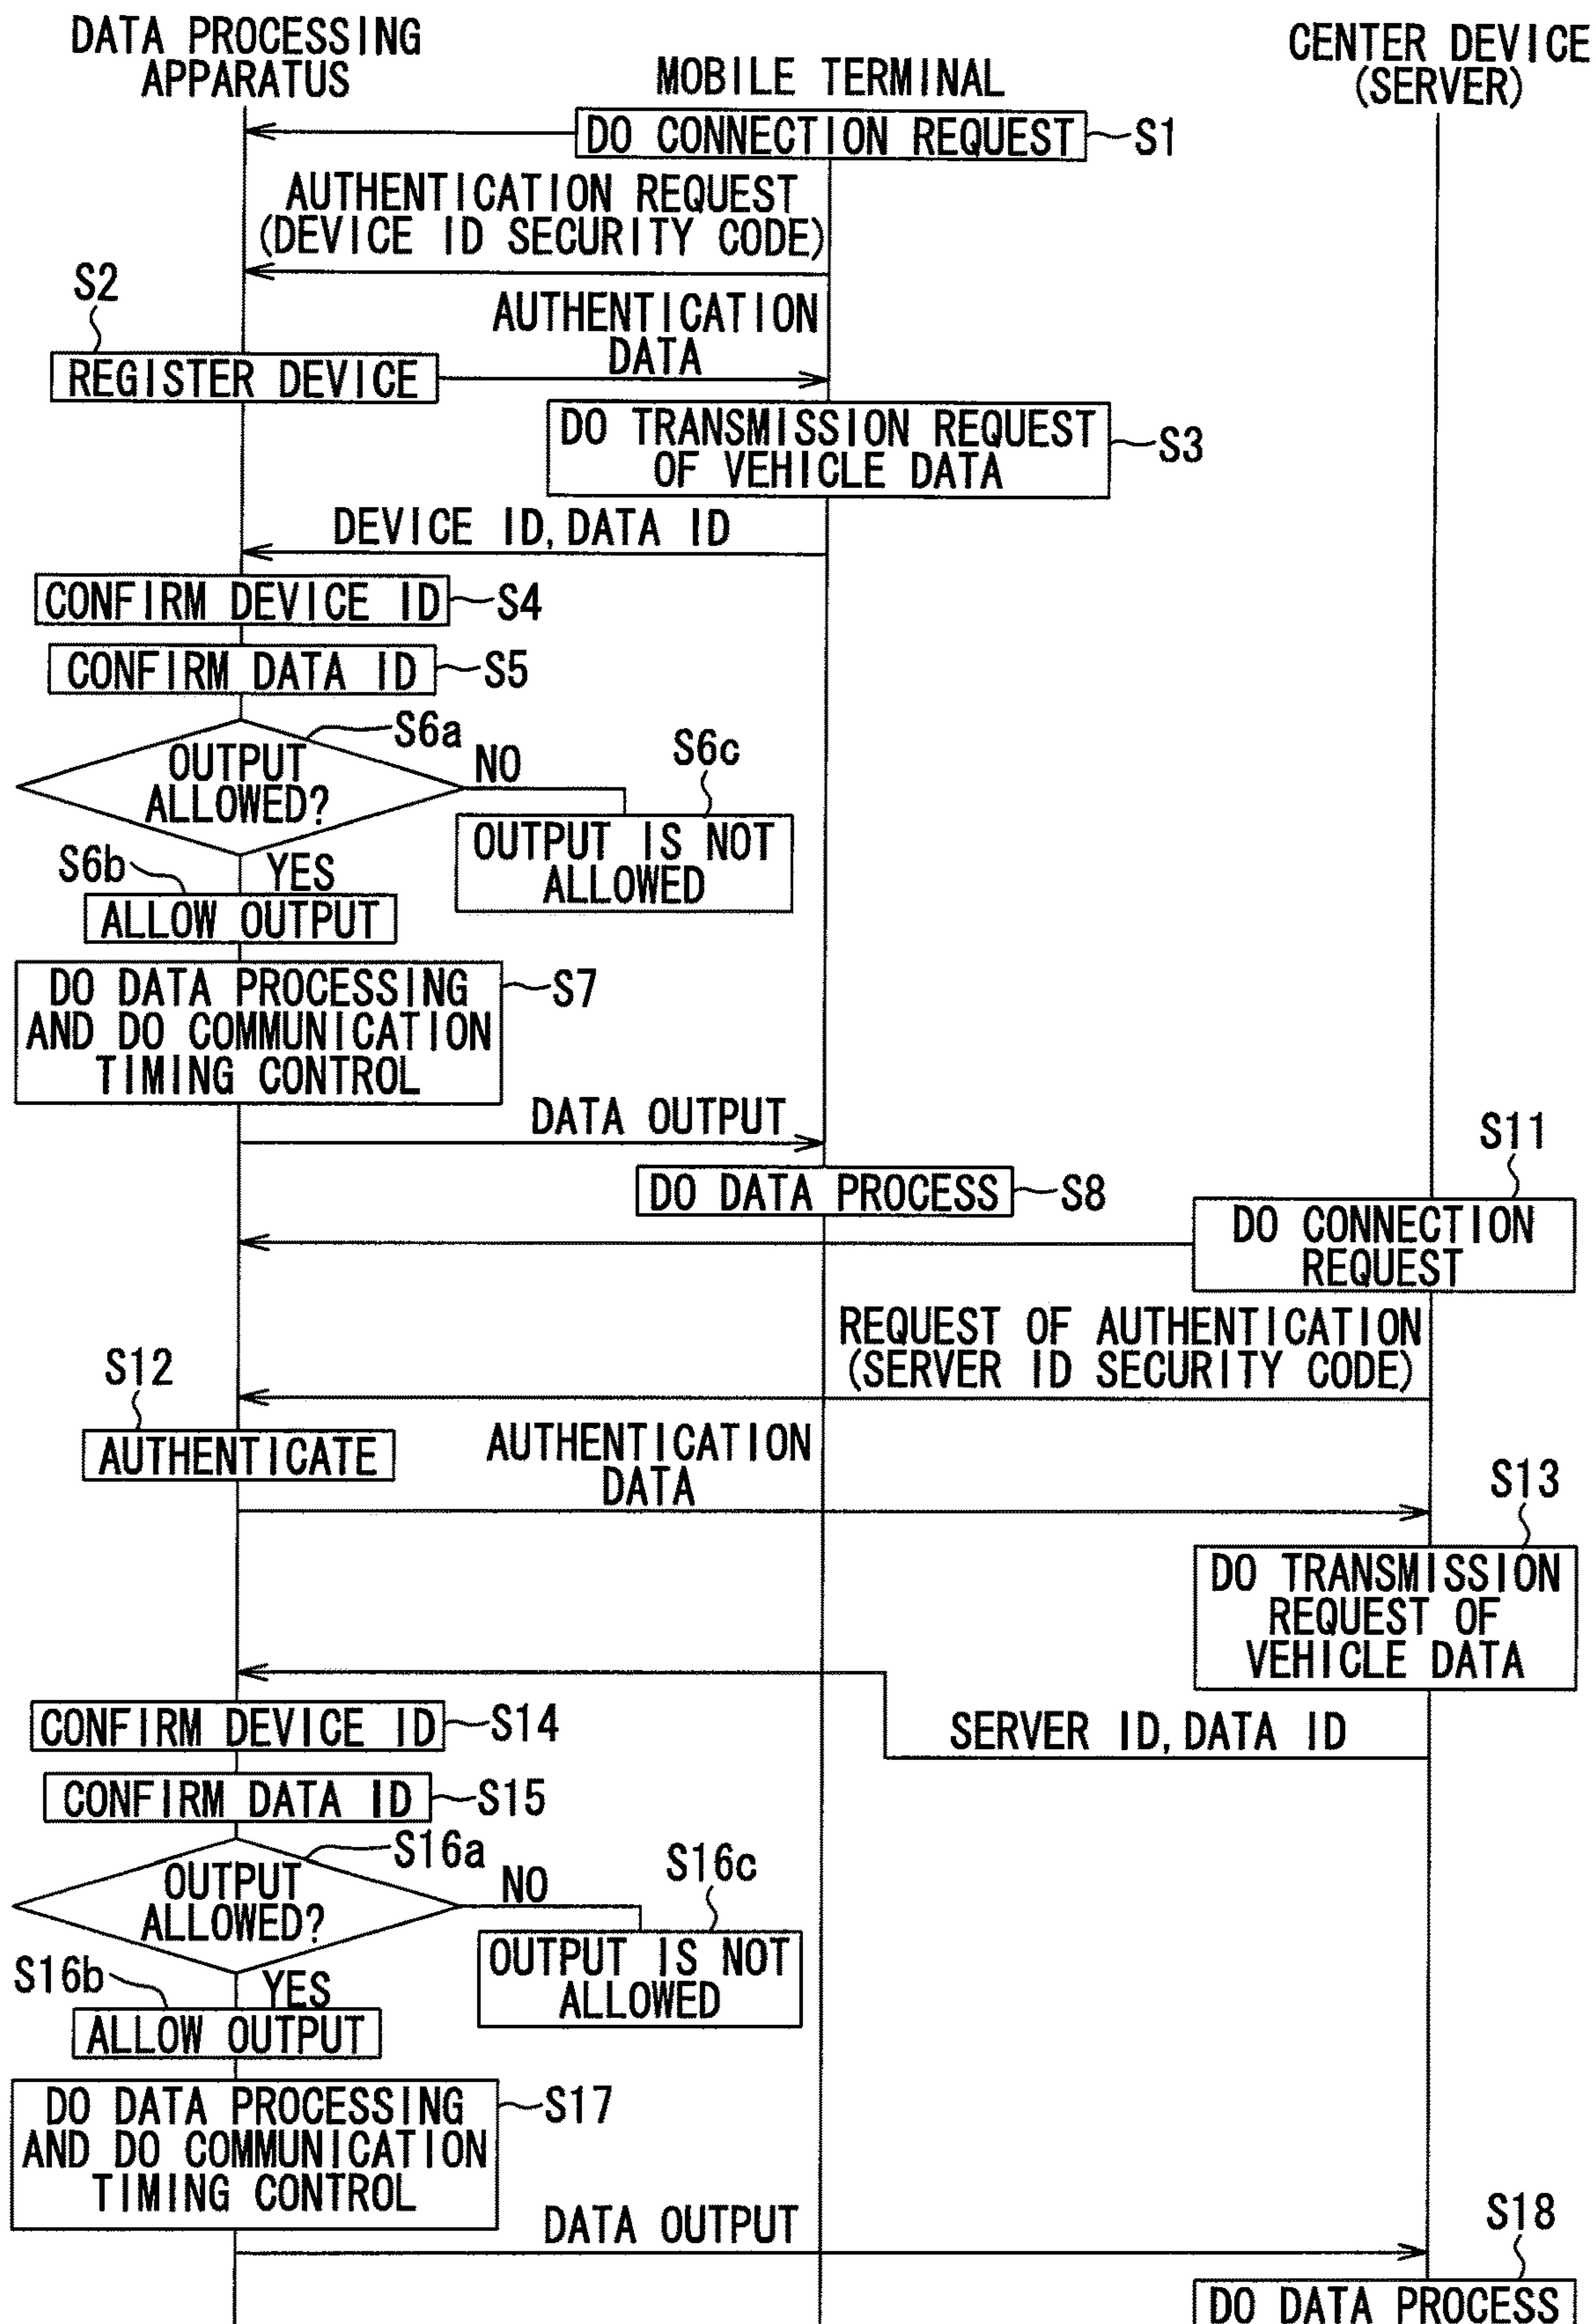 DATA PROCESSING
APPARATUS
MOBILE TERMINAL
CENTER DEVICE
(SERVER)
DO CONNECTION REQUEST
S1
AUTHENTICATION REQUEST
(DEVICE ID SECURITY CODE)
S2
AUTHENTICATION
DATA
REGISTER DEVICE
DO TRANSMISSION REQUEST
OF VEHICLE DATA
S3
DEVICE ID, DATA ID
CONFIRM DEVICE ID
S4
CONFIRM DATA ID
S5
S6a
OUTPUT
ALLOWED?
NO
S6c
OUTPUT IS NOT
ALLOWED
S6b
YES
ALLOW OUTPUT
DO DATA PROCESSING
AND DO COMMUNICATION
TIMING CONTROL
S7
DATA OUTPUT
DO DATA PROCESS
S8
S11
DO CONNECTION
REQUEST
REQUEST OF AUTHENTICATION
(SERVER ID SECURITY CODE)
S12
AUTHENTICATE
AUTHENTICATION
DATA
S13
DO TRANSMISSION
REQUEST OF
VEHICLE DATA
SERVER ID, DATA ID
CONFIRM DEVICE ID
S14
CONFIRM DATA ID
S15
S16a
OUTPUT
ALLOWED?
NO
S16c
OUTPUT IS NOT
ALLOWED
S16b
YES
ALLOW OUTPUT
DO DATA PROCESSING
AND DO COMMUNICATION
TIMING CONTROL
S17
DATA OUTPUT
S18
DO DATA PROCESS